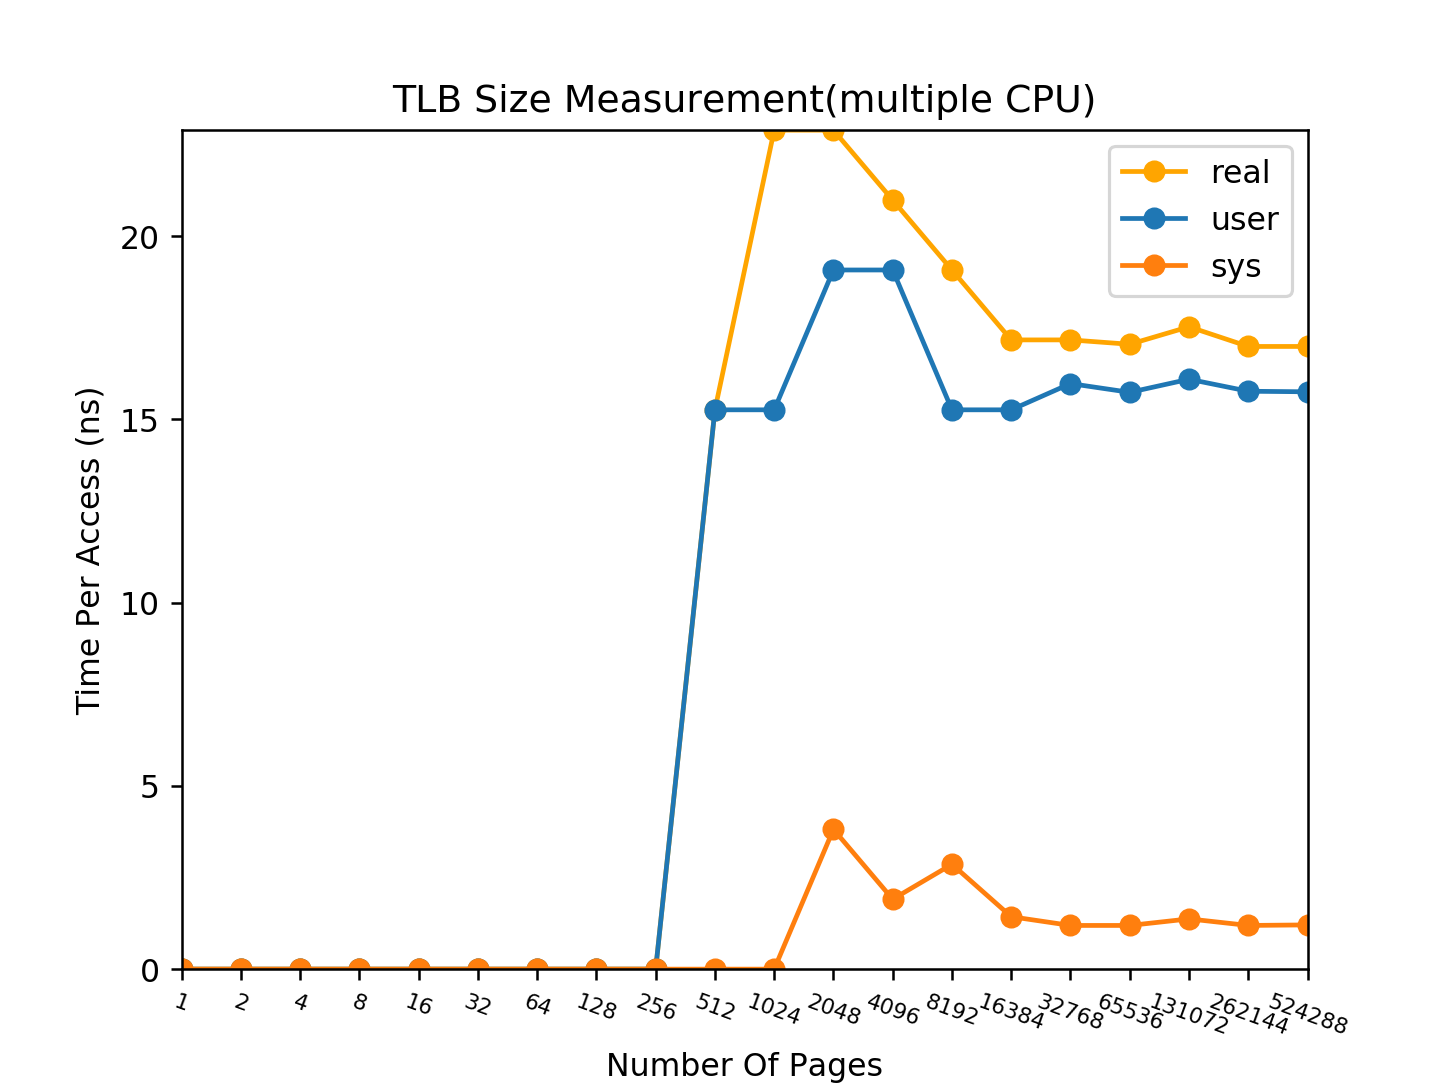 TLB Size Measurement(multiple CPU)
real
user
sys
20
15
10
5
0
Time Per Access (ns)
1 2 4 8 16 32 64 128 256 512 1024 2048 4096 8192 16384 32768 65536 131072 262144 524288
Number Of Pages